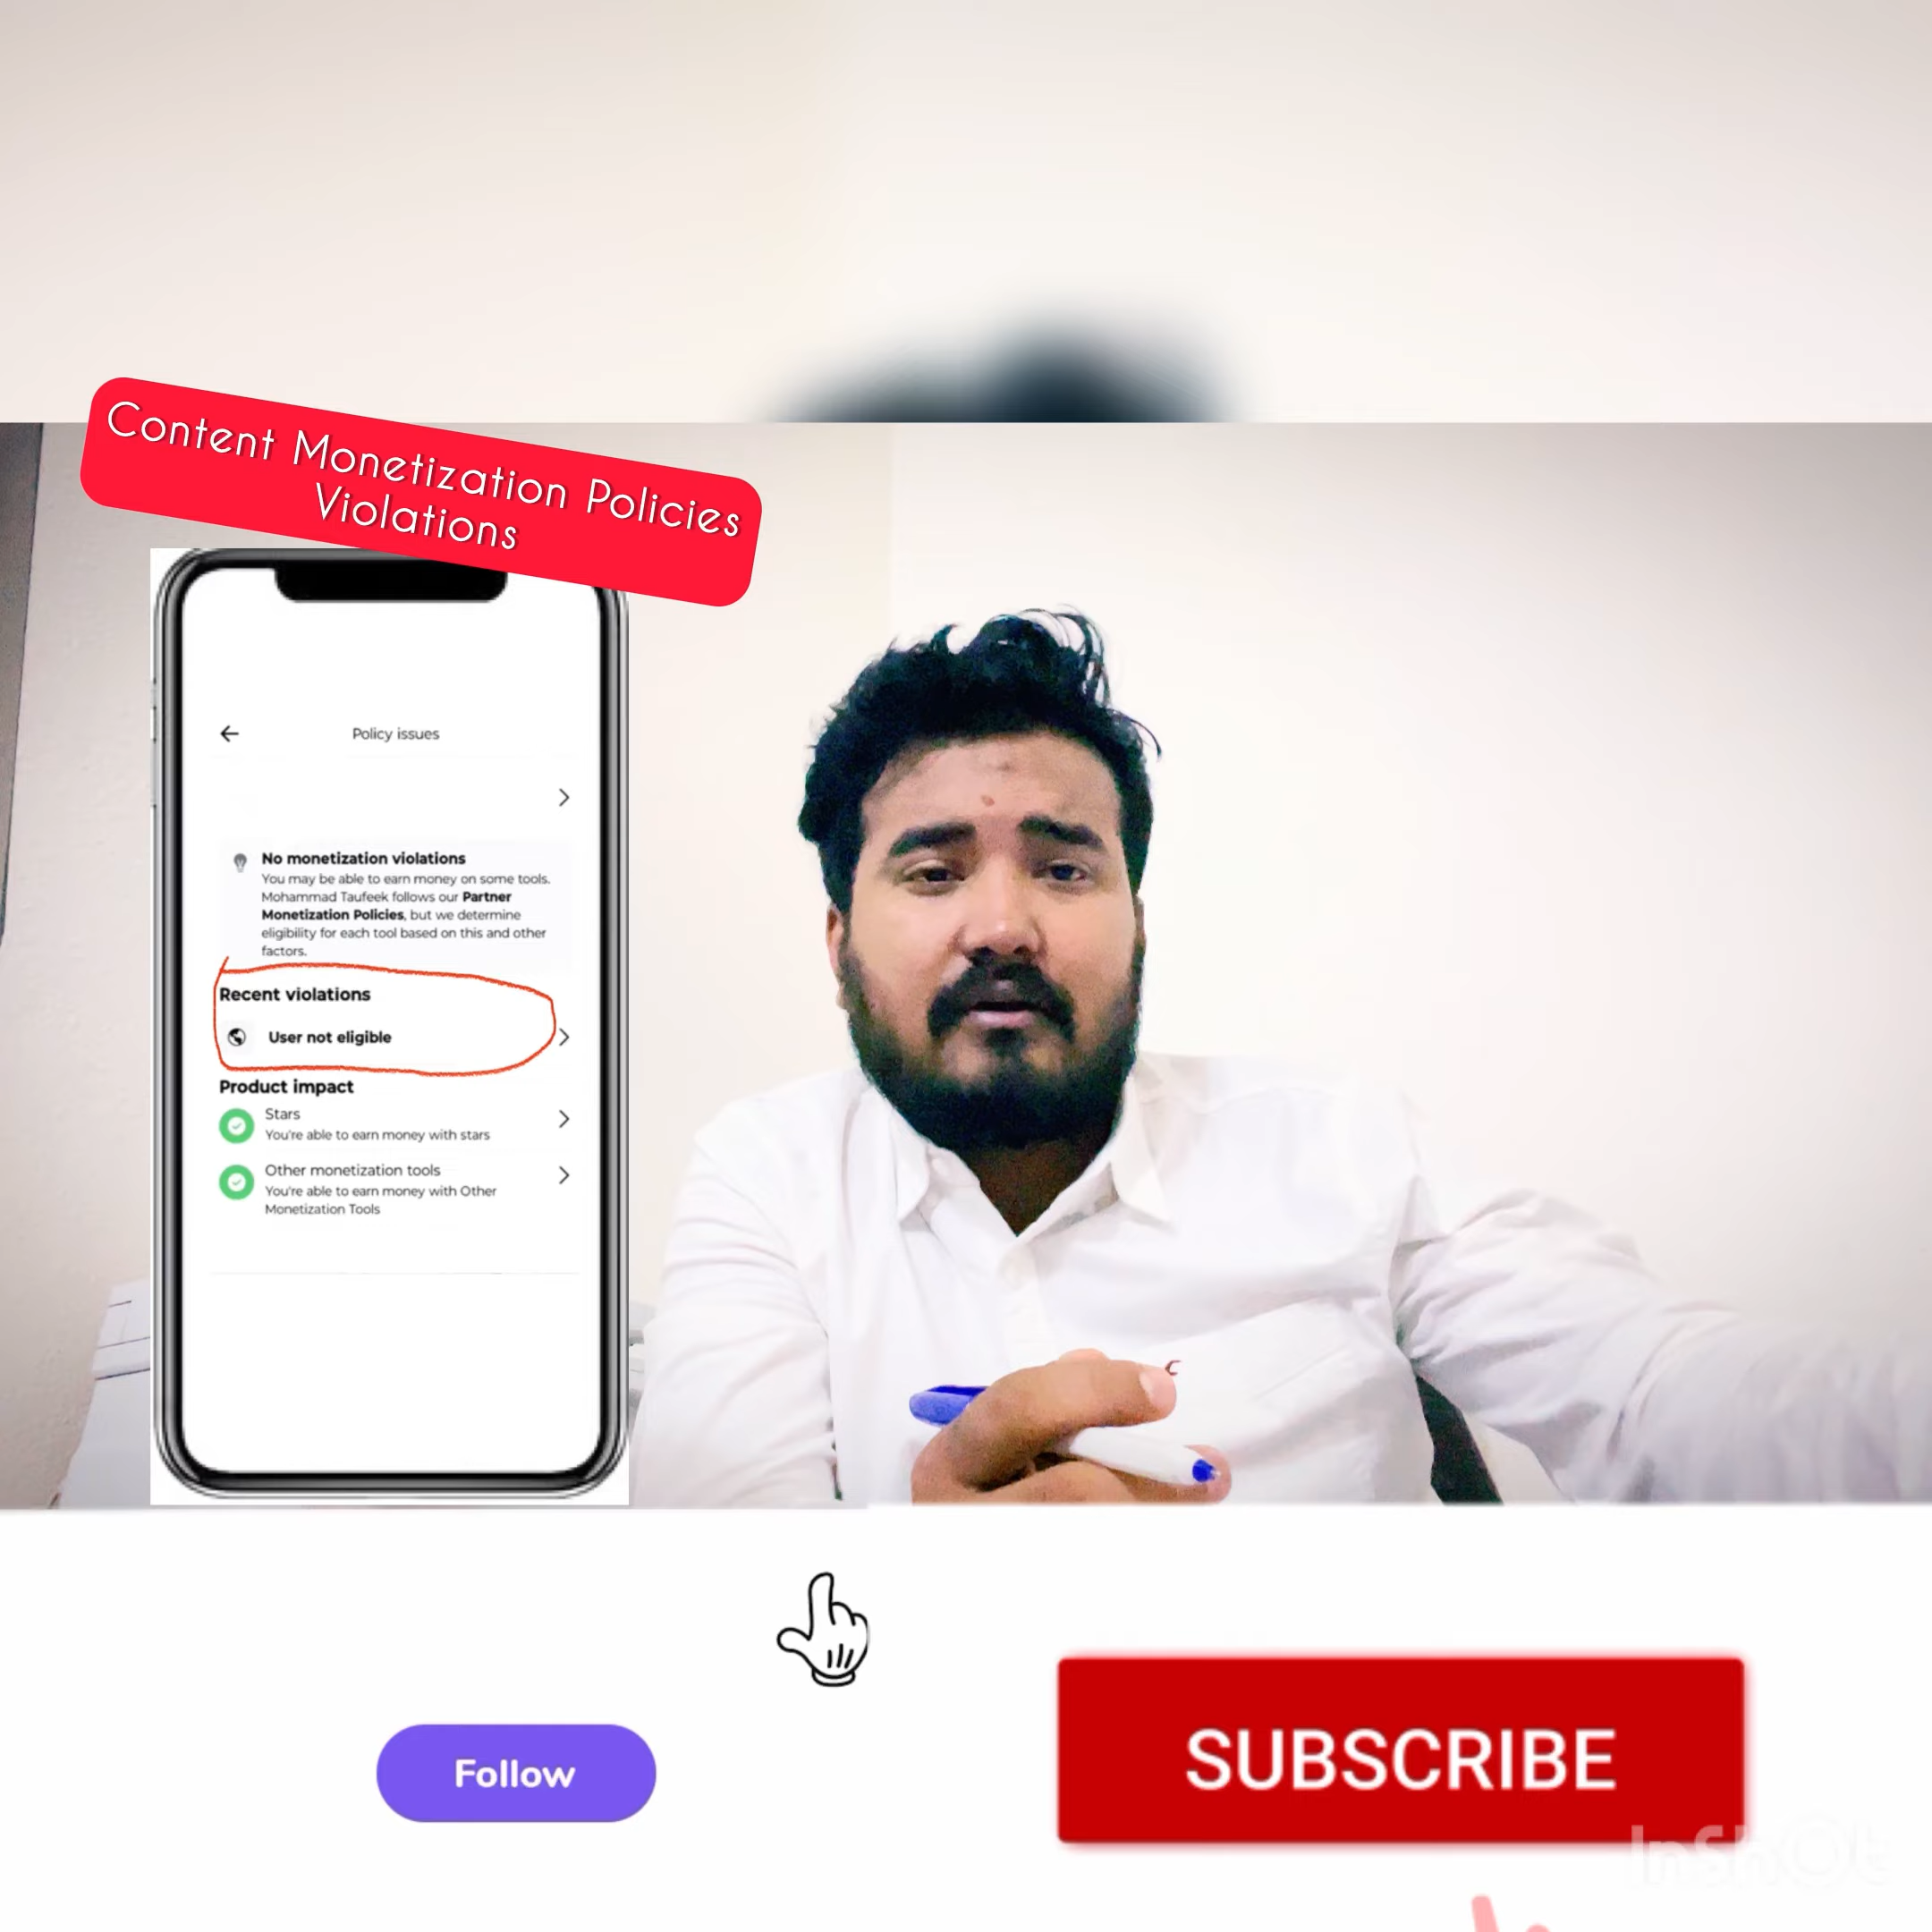 Content Monetization Policies
Violations
Policy issues
No monetization violations
You may be able to earn money on some tools.
Mohammad Taufeek follows our Partner
Monetization Policies, but we determine
eligibility for each tool based on this and other
factors.
Recent violations
User not eligible
Product impact
Stars
You're able to earn money with stars
Other monetization tools
You're able to earn money with Other
Monetization Tools
Follow
SUBSCRIBE
InShOt